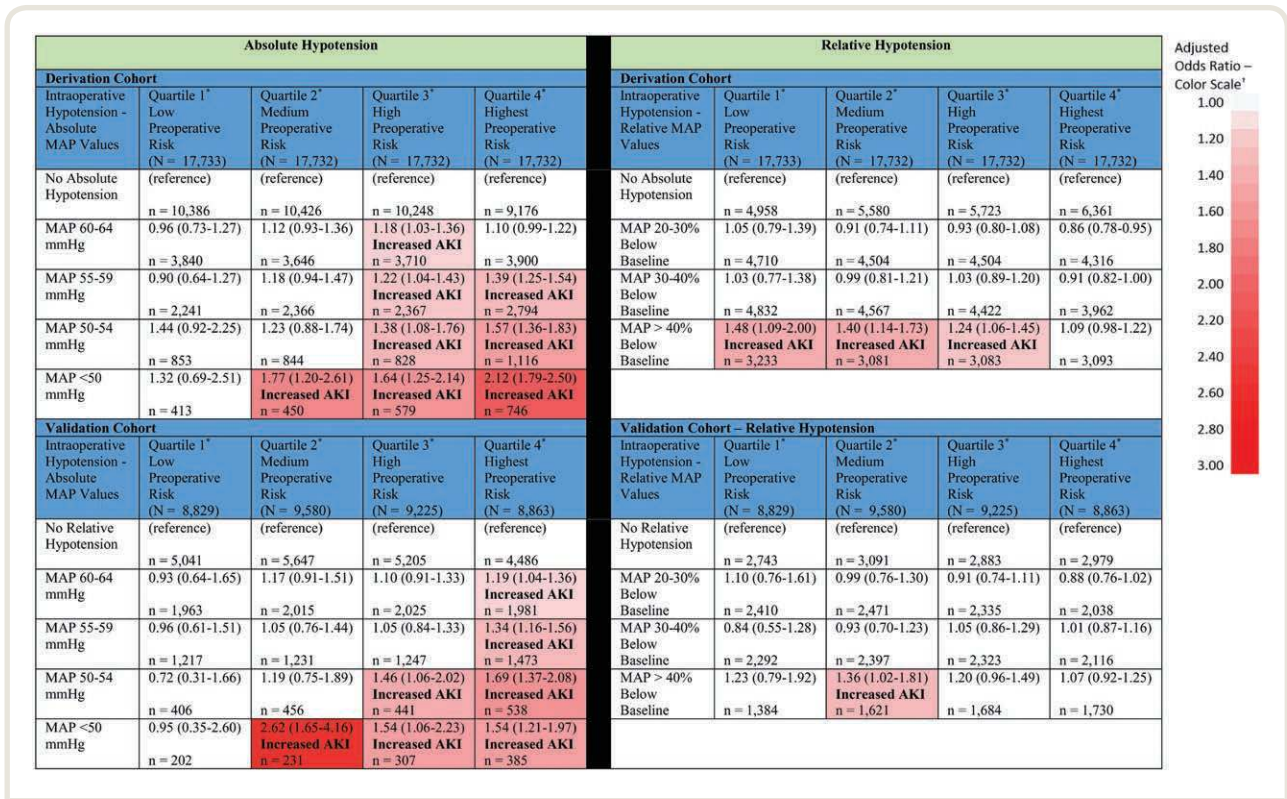 Absolute Hypotension
Derivation Cohort
Intraoperative Hypotension - Absolute MAP Values Quartile 1* Low Preoperative Risk (N = 17,733) Quartile 2* Medium Preoperative Risk (N = 17,732) Quartile 3* High Preoperative Risk (N = 17,732) Quartile 4* Highest Preoperative Risk (N = 17,732)
No Absolute Hypotension (reference) n = 10,386 (reference) n = 10,426 (reference) n = 10,248 (reference) n = 9,176
MAP 60-64 mmHg 0.96 (0.73-1.27) n = 3,840 1.12 (0.93-1.36) n = 3,646 1.18 (1.03-1.36) Increased AKI n = 3,710 1.10 (0.99-1.22) n = 3,900
MAP 55-59 mmHg 0.90 (0.64-1.27) n = 2,241 1.18 (0.94-1.47) n = 2,366 1.22 (1.04-1.43) Increased AKI n = 2,367 1.39 (1.25-1.54) Increased AKI n = 2,794
MAP 50-54 mmHg 1.44 (0.92-2.25) n = 853 1.23 (0.88-1.74) n = 844 1.38 (1.08-1.76) Increased AKI n = 828 1.57 (1.36-1.83) Increased AKI n = 1,116
MAP <50 mmHg 1.32 (0.69-2.51) n = 413 1.77 (1.20-2.61) Increased AKI n = 450 1.64 (1.25-2.14) Increased AKI n = 579 2.12 (1.79-2.50) Increased AKI n = 746
Validation Cohort
Intraoperative Hypotension - Absolute MAP Values Quartile 1* Low Preoperative Risk (N = 8,829) Quartile 2* Medium Preoperative Risk (N = 9,580) Quartile 3* High Preoperative Risk (N = 9,225) Quartile 4* Highest Preoperative Risk (N = 8,863)
No Relative Hypotension (reference) n = 5,041 (reference) n = 5,647 (reference) n = 5,205 (reference) n = 4,486
MAP 60-64 mmHg 0.93 (0.64-1.65) n = 1,963 1.17 (0.91-1.51) n = 2,015 1.10 (0.91-1.33) n = 2,025 1.19 (1.04-1.36) Increased AKI n = 1,981
MAP 55-59 mmHg 0.96 (0.61-1.51) n = 1,217 1.05 (0.76-1.44) n = 1,231 1.05 (0.84-1.33) n = 1,247 1.34 (1.16-1.56) Increased AKI n = 1,473
MAP 50-54 mmHg 0.72 (0.31-1.66) n = 406 1.19 (0.75-1.89) n = 456 1.46 (1.06-2.02) Increased AKI n = 441 1.69 (1.37-2.08) Increased AKI n = 538
MAP <50 mmHg 0.95 (0.35-2.60) n = 202 2.62 (1.65-4.16) Increased AKI n = 231 1.54 (1.06-2.23) Increased AKI n = 307 1.54 (1.21-1.97) Increased AKI n = 385
Relative Hypotension
Derivation Cohort
Intraoperative Hypotension - Relative MAP Values Quartile 1* Low Preoperative Risk (N = 17,733) Quartile 2* Medium Preoperative Risk (N = 17,732) Quartile 3* High Preoperative Risk (N = 17,732) Quartile 4* Highest Preoperative Risk (N = 17,732)
No Absolute Hypotension (reference) n = 4,958 (reference) n = 5,580 (reference) n = 5,723 (reference) n = 6,361
MAP 20-30% Below Baseline 1.05 (0.79-1.39) n = 4,710 0.91 (0.74-1.11) n = 4,504 0.93 (0.80-1.08) n = 4,504 0.86 (0.78-0.95) n = 4,316
MAP 30-40% Below Baseline 1.03 (0.77-1.38) n = 4,832 0.99 (0.81-1.21) n = 4,567 1.03 (0.89-1.20) n = 4,422 0.91 (0.82-1.00) n = 3,962
MAP > 40% Below Baseline 1.48 (1.09-2.00) Increased AKI n = 3,233 1.40 (1.14-1.73) Increased AKI n = 3,081 1.24 (1.06-1.45) Increased AKI n = 3,083 1.09 (0.98-1.22) n = 3,093
Validation Cohort – Relative Hypotension
Intraoperative Hypotension - Relative MAP Values Quartile 1* Low Preoperative Risk (N = 8,829) Quartile 2* Medium Preoperative Risk (N = 9,580) Quartile 3* High Preoperative Risk (N = 9,225) Quartile 4* Highest Preoperative Risk (N = 8,863)
No Relative Hypotension (reference) n = 2,743 (reference) n = 3,091 (reference) n = 2,883 (reference) n = 2,979
MAP 20-30% Below Baseline 1.10 (0.76-1.61) n = 2,410 0.99 (0.76-1.30) n = 2,471 0.91 (0.74-1.11) n = 2,335 0.88 (0.76-1.02) n = 2,038
MAP 30-40% Below Baseline 0.84 (0.55-1.28) n = 2,292 0.93 (0.70-1.23) n = 2,397 1.05 (0.86-1.29) n = 2,323 1.01 (0.87-1.16) n = 2,116
MAP > 40% Below Baseline 1.23 (0.79-1.92) n = 1,384 1.36 (1.02-1.81) Increased AKI n = 1,621 1.20 (0.96-1.49) n = 1,684 1.07 (0.92-1.25) n = 1,730
Adjusted
Odds Ratio –
Color Scale†
1.00
1.20
1.40
1.60
1.80
2.00
2.20
2.40
2.60
2.80
3.00